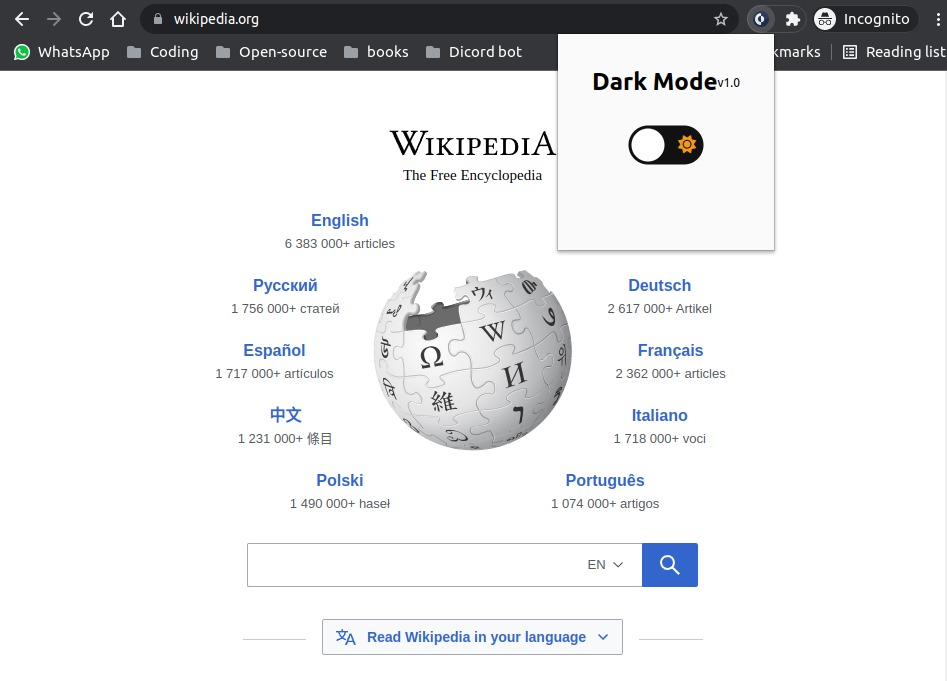 wikipedia.org
Incognito
WhatsApp
Coding
Open-source
books
Dicord bot
kmarks
Reading list
Dark Mode v1.0
WIKIPEDIA
The Free Encyclopedia
English
6 383 000+ articles
Русский
1 756 000+ статей
Deutsch
2 617 000+ Artikel
Español
1 717 000+ artículos
Français
2 362 000+ articles
中文
1 231 000+ 條目
Italiano
1 718 000+ voci
Polski
1 490 000+ haseł
Português
1 074 000+ artigos
Ω
W
И
維
ウィ
EN
Read Wikipedia in your language